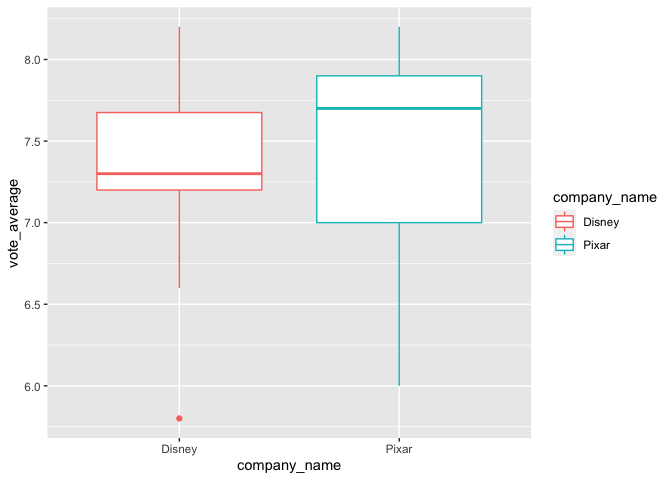 8.0
7.5
7.0
6.5
6.0
vote_average
Disney
Pixar
company_name
company_name
Disney
Pixar